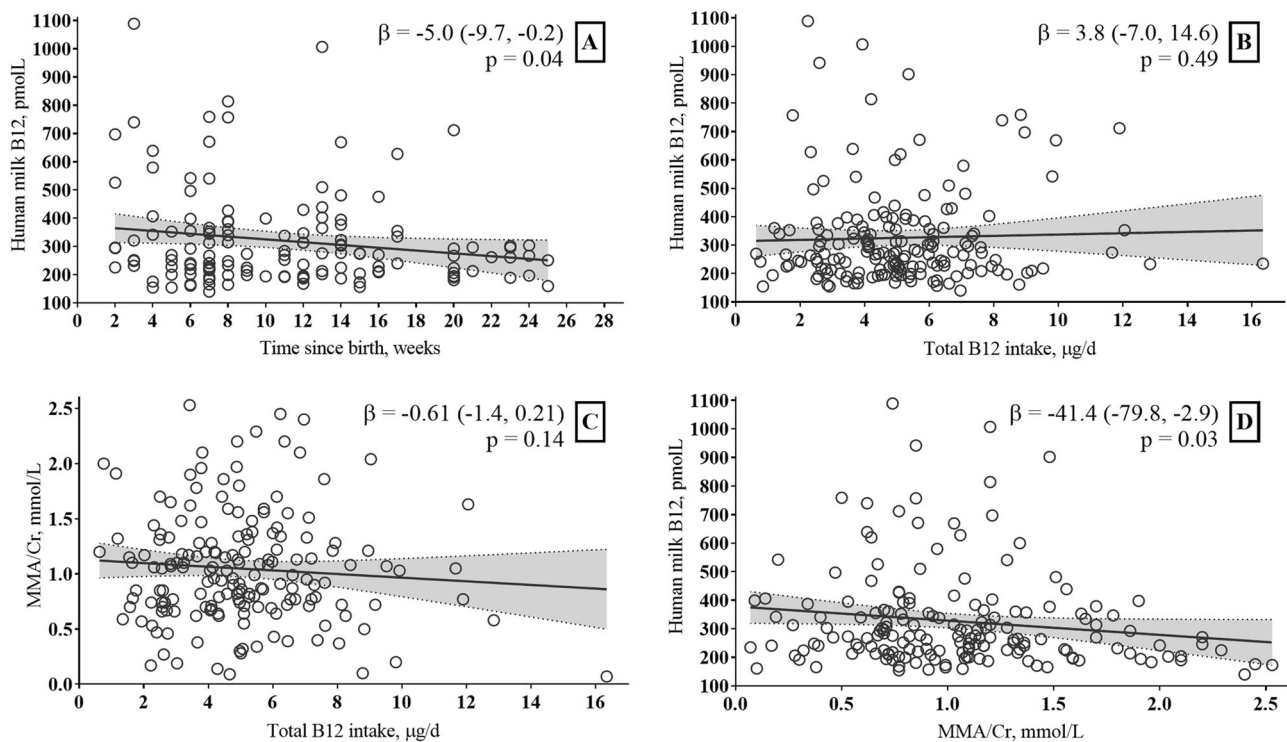 β = -5.0 (-9.7, -0.2)
p = 0.04
A
Human milk B12, pmolL
1100
1000
900
800
700
600
500
400
300
200
100
0 2 4 6 8 10 12 14 16 18 20 22 24 26 28
Time since birth, weeks
β = 3.8 (-7.0, 14.6)
p = 0.49
B
Human milk B12, pmolL
1100
1000
900
800
700
600
500
400
300
200
100
0 2 4 6 8 10 12 14 16
Total B12 intake, μg/d
β = -0.61 (-1.4, 0.21)
p = 0.14
C
MMA/Cr, mmol/L
2.5
2.0
1.5
1.0
0.5
0.0
0 2 4 6 8 10 12 14 16
Total B12 intake, μg/d
β = -41.4 (-79.8, -2.9)
p = 0.03
D
Human milk B12, pmolL
1100
1000
900
800
700
600
500
400
300
200
100
0.0 0.5 1.0 1.5 2.0 2.5
MMA/Cr, mmol/L